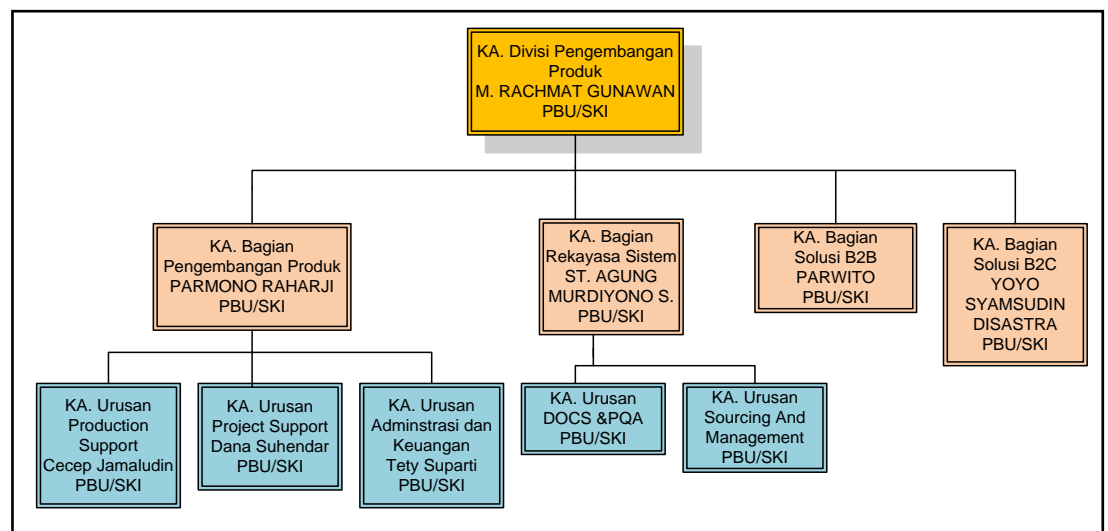 KA. Divisi Pengembangan
Produk
M. RACHMAT GUNAWAN
PBU/SKI
KA. Bagian
Pengembangan Produk
PARMONO RAHARJI
PBU/SKI
KA. Bagian
Rekayasa Sistem
ST. AGUNG
MURDIYONO S.
PBU/SKI
KA. Bagian
Solusi B2B
PARWITO
PBU/SKI
KA. Bagian
Solusi B2C
YOYO
SYAMSUDIN
DISASTRA
PBU/SKI
KA. Urusan
Production
Support
Cecep Jamaludin
PBU/SKI
KA. Urusan
Project Support
Dana Suhendar
PBU/SKI
KA. Urusan
Adminstrasi dan
Keuangan
Tety Suparti
PBU/SKI
KA. Urusan
DOCS &PQA
PBU/SKI
KA. Urusan
Sourcing And
Management
PBU/SKI